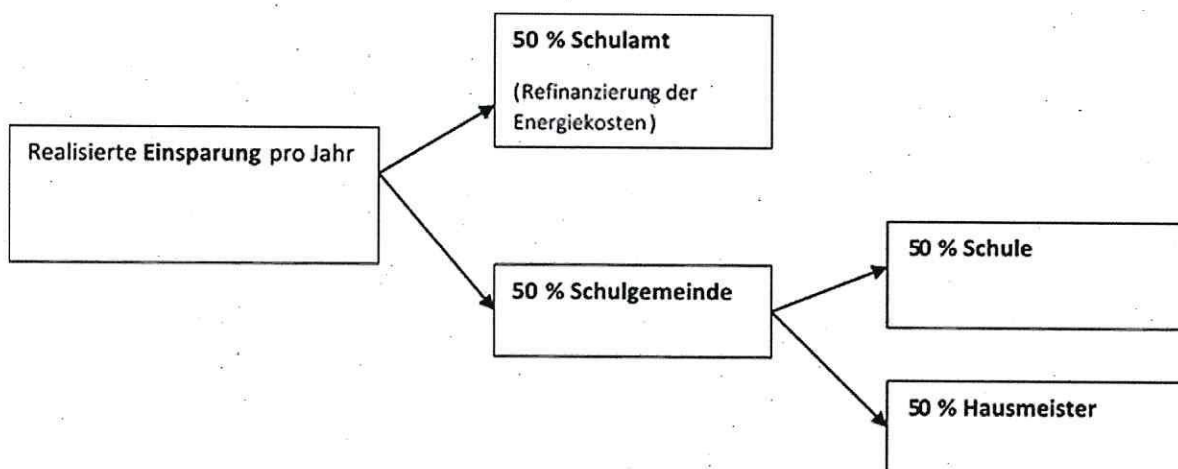 50 % Schulamt
(Refinanzierung der
Energiekosten)
Realisierte Einsparung pro Jahr
50 % Schulgemeinde
50 % Schule
50 % Hausmeister